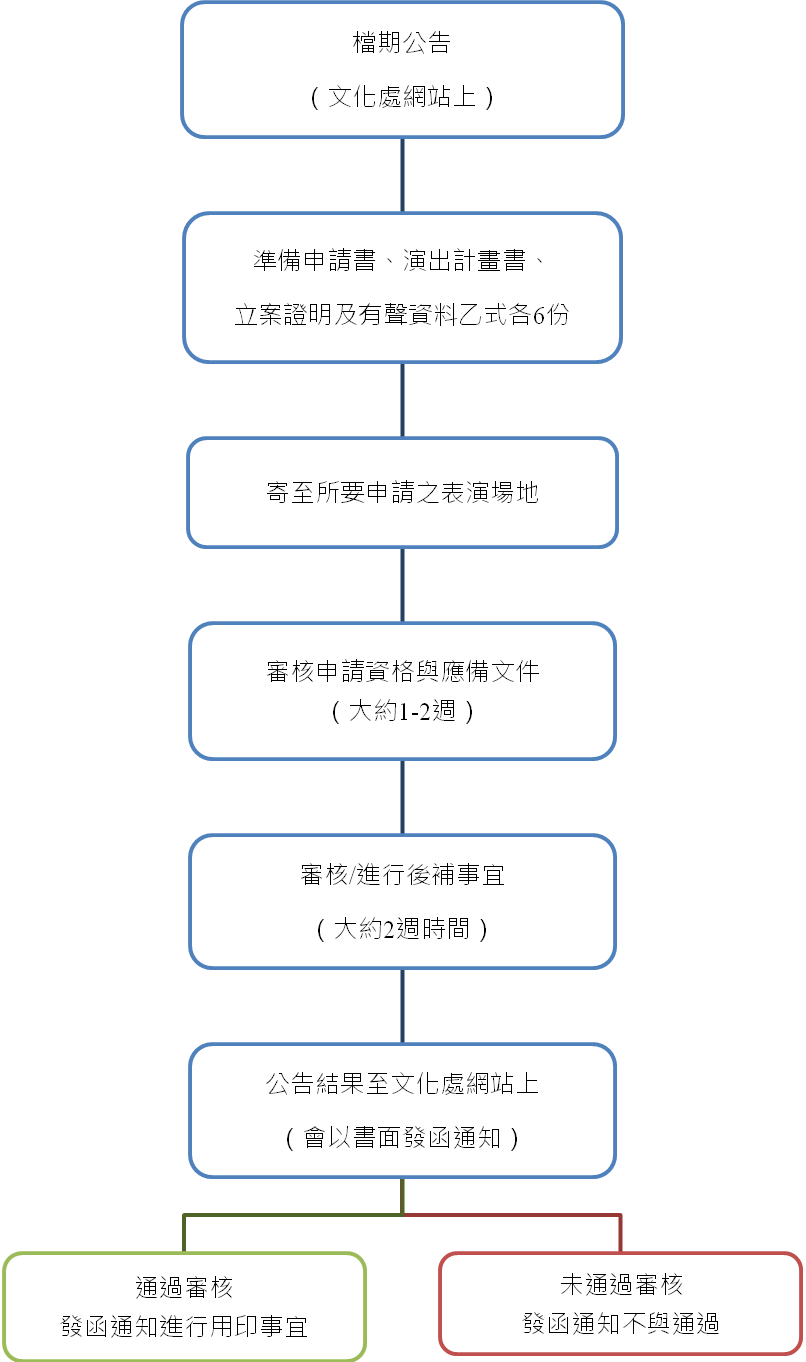 檔期公告
（文化處網站上）
準備申請書、演出計畫書、
立案證明及有聲資料乙式各6份
寄至所要申請之表演場地
審核申請資格與應備文件
（大約1-2週）
審核/進行後補事宜
（大約2週時間）
公告結果至文化處網站上
（會以書面發函通知）
通過審核
發函通知進行用印事宜
未通過審核
發函通知不與通過